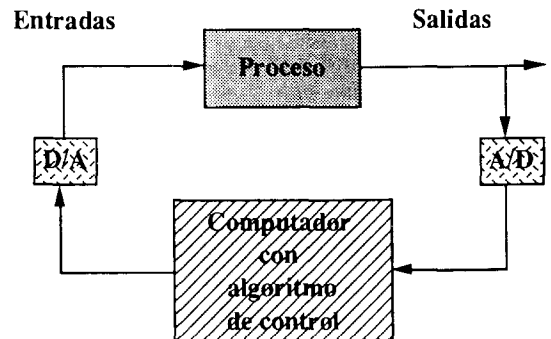 Entradas
Salidas
Proceso
D/A
A/D
Computador
con
algoritmo
de control